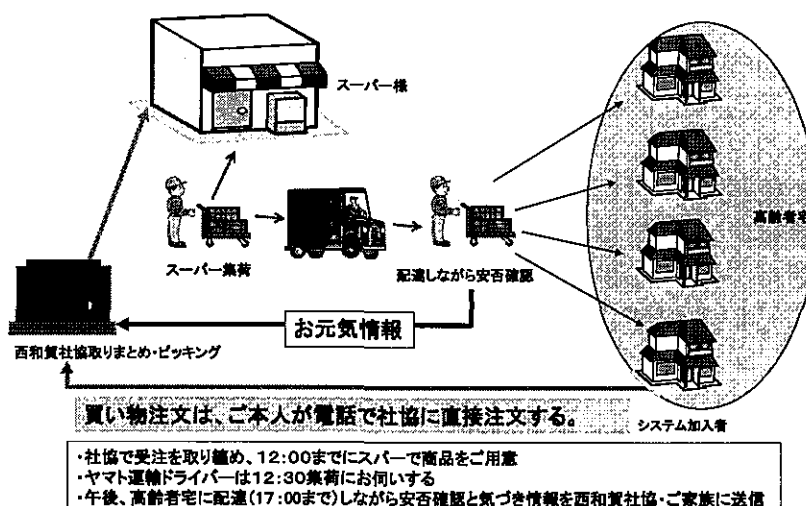 スーパー様
高齢者宅
スーパー集荷
配達しながら安否確認
お元気情報
西和賀社協取りまとめ・ピッキング
買い物注文は、ご本人が電話で社協に直接注文する。
システム加入者
・社協で受注を取り纏め、12:00までにスパーで商品をご用意
・ヤマト運輸ドライバーは12:30集荷にお伺いする
・午後、高齢者宅に配達(17:00まで)しながら安否確認と気づき情報を西和賀社協・ご家族に送信